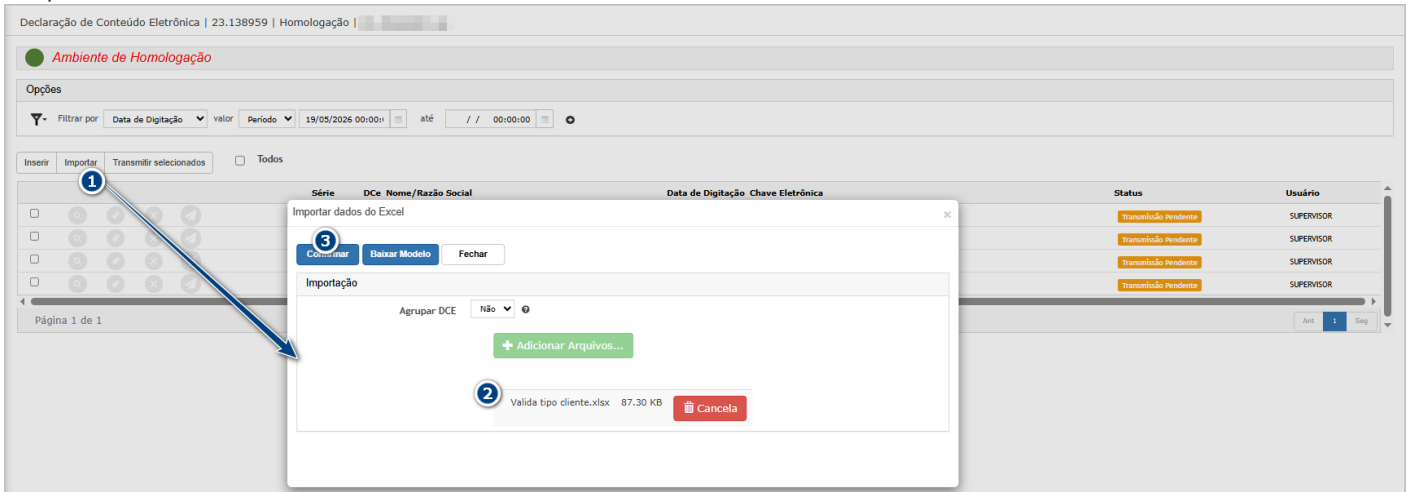 Declaração de Conteúdo Eletrônica | 23.138959 | Homologação |
Ambiente de Homologação
Opções
Filtrar por Data de Digitação valor Período 19/05/2026 00:00: até / / 00:00:00
Inserir Importar Transmitir selecionados Todos
1
Série DCe Nome/Razão Social Data de Digitação Chave Eletrônica Status Usuário
Transmissão Pendente SUPERVISOR
Transmissão Pendente SUPERVISOR
Transmissão Pendente SUPERVISOR
Transmissão Pendente SUPERVISOR
Página 1 de 1 Ant 1 Seg
Importar dados do Excel ×
3
Confirmar Baixar Modelo Fechar
Importação
Agrupar DCE Não
+ Adicionar Arquivos...
2 Valida tipo cliente.xlsx 87.30 KB Cancela